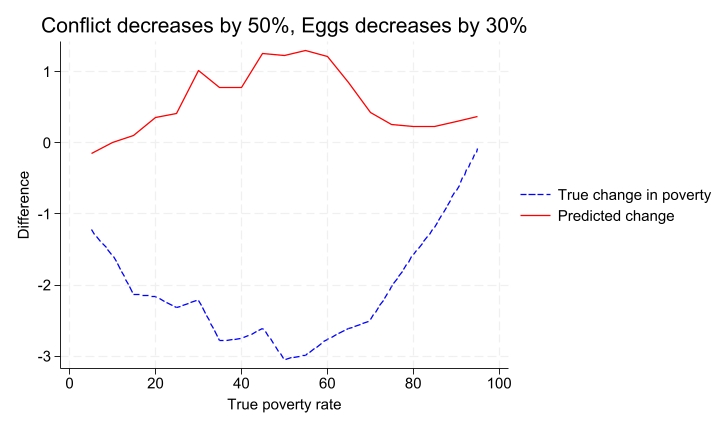 Conflict decreases by 50%, Eggs decreases by 30%
1
0
-1
-2
-3
Difference
0 20 40 60 80 100
True poverty rate
True change in poverty
Predicted change